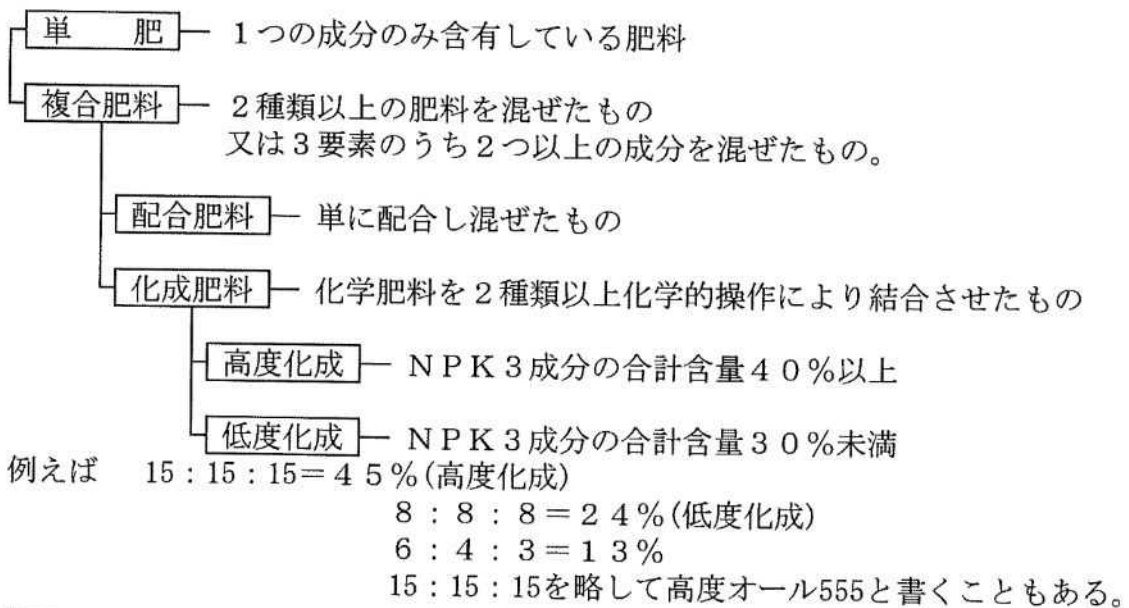 単　肥 1つの成分のみ含有している肥料
複合肥料 2種類以上の肥料を混ぜたもの
又は3要素のうち2つ以上の成分を混ぜたもの。
配合肥料 単に配合し混ぜたもの
化成肥料 化学肥料を2種類以上化学的操作により結合させたもの
高度化成 NPK3成分の合計含量40%以上
低度化成 NPK3成分の合計含量30%未満
例えば　15:15:15=45%(高度化成)
8:8:8=24%(低度化成)
6:4:3=13%
15:15:15を略して高度オール555と書くこともある。